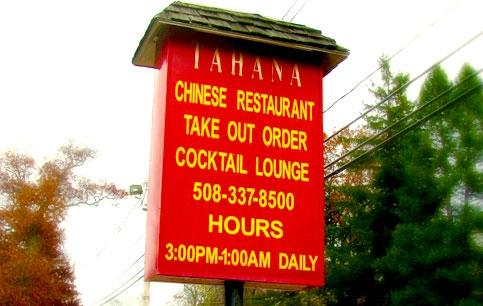 TAHANA
CHINESE RESTAURANT
TAKE OUT ORDER
COCKTAIL LOUNGE
508-337-8500
HOURS
3:00PM-1:00AM DAILY